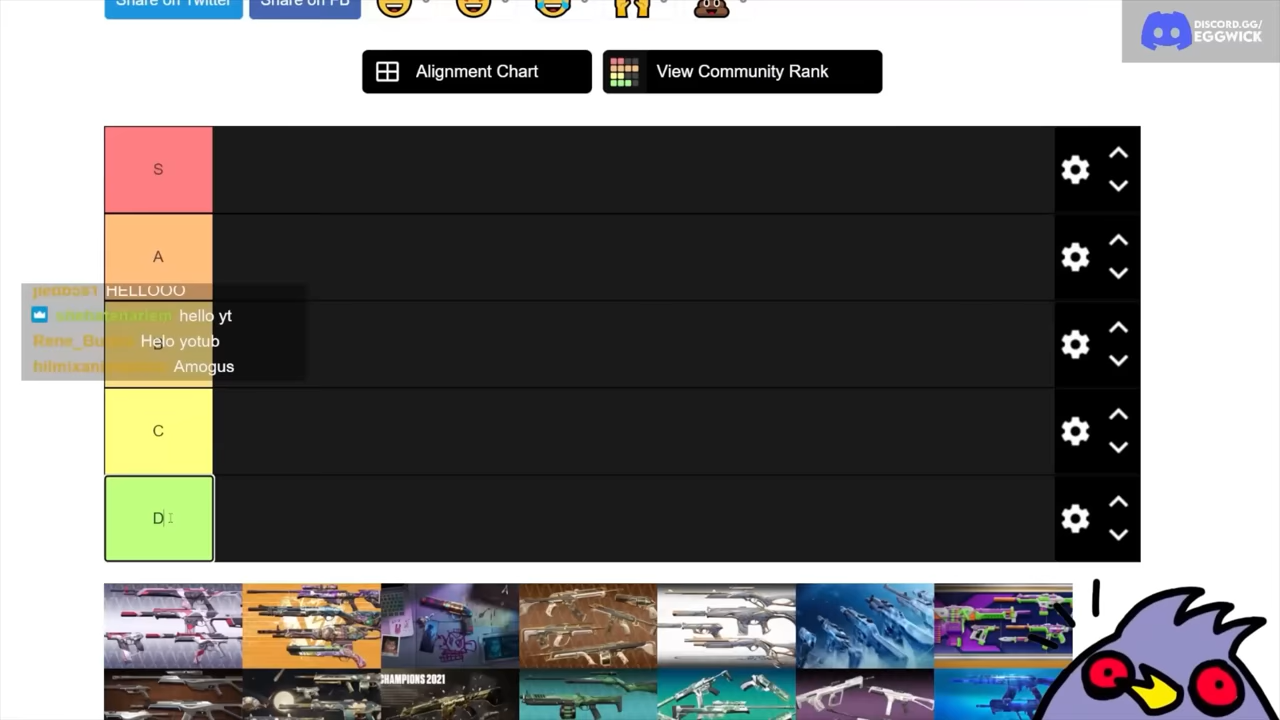 Share on Twitter
Share on FB
DISCORD.GG/
EGGWICK
Alignment Chart
View Community Rank
S
A
HELLOOO
hello yt
Helo yotub
Amogus
C
D
CHAMPIONS 2021